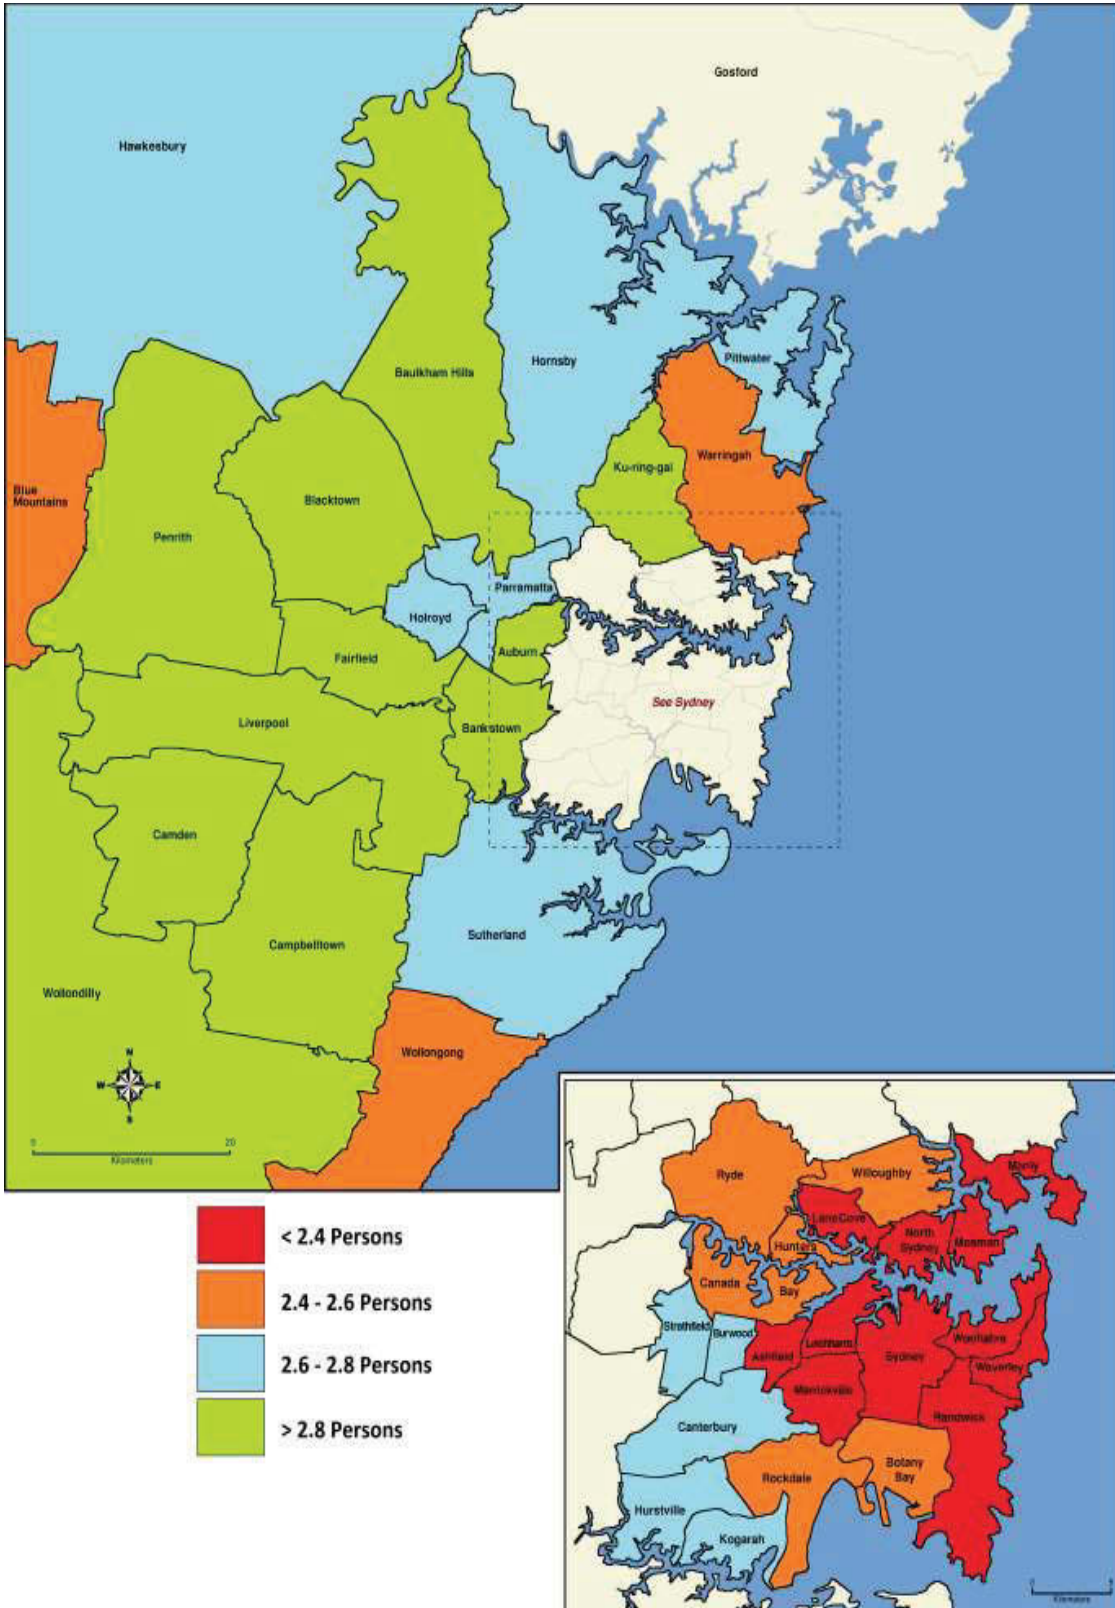 Gosford
Hawkesbury
Pittwater
Hornsby
Baulkham Hills
Warringah
Ku-ring-gai
Blue
Mountains
Blacktown
Penrith
Parramatta
Holroyd
Auburn
Fairfield
See Sydney
Liverpool
Bankstown
Camden
Sutherland
Campbelltown
Wollondilly
Wollongong
N
W
E
S
0
20
Kilometers
< 2.4 Persons
2.4 - 2.6 Persons
2.6 - 2.8 Persons
> 2.8 Persons
Ryde
Willoughby
Manly
Lane Cove
North
Sydney
Mosman
Hunters
Canada
Bay
Strathfield
Burwood
Ashfield
Leichhardt
Sydney
Woollahra
Waverley
Marrickville
Randwick
Canterbury
Rockdale
Botany
Bay
Hurstville
Kogarah
Kilometers